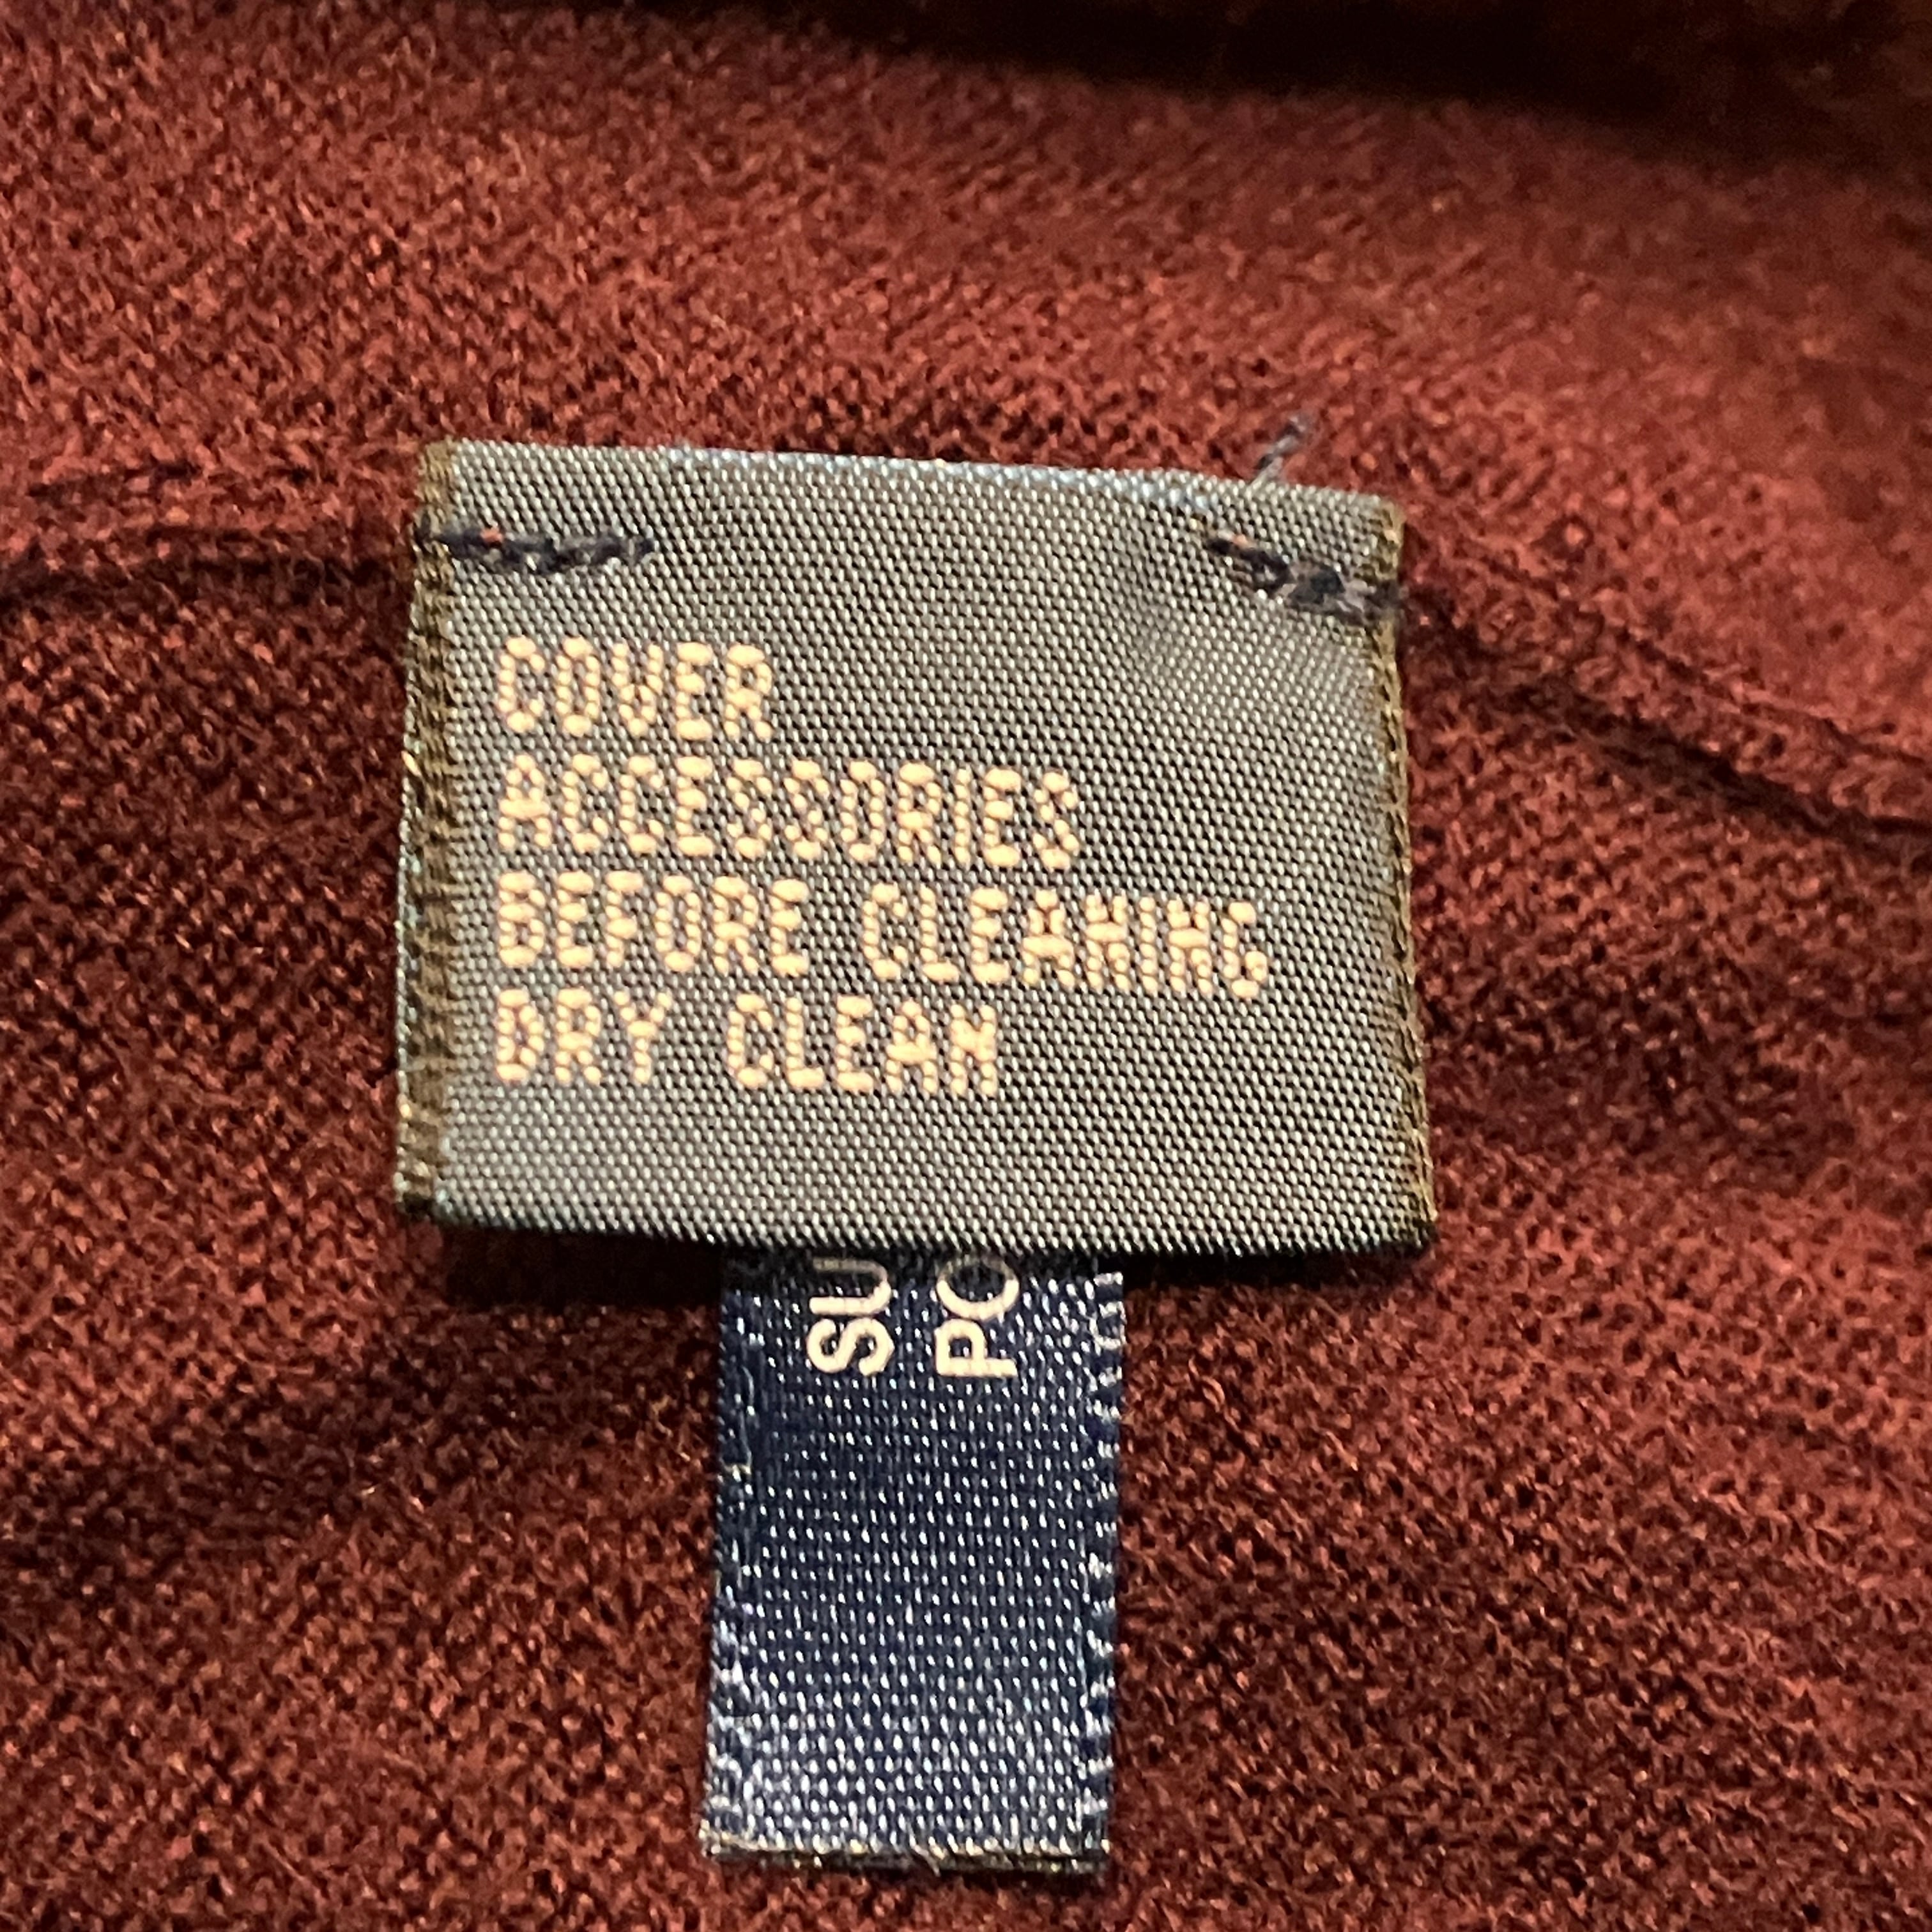 COVER
ACCESSORIES
BEFORE CLEANING
DRY CLEAN
SU
PO